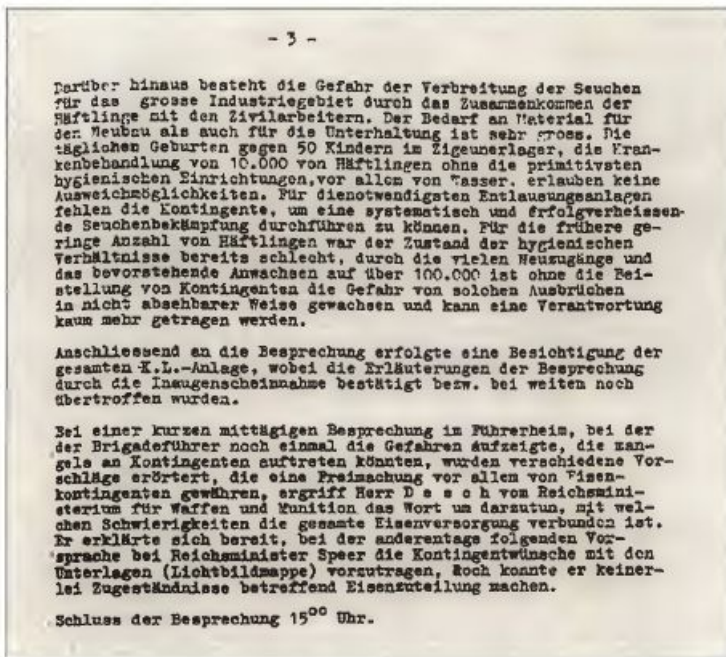 - 3 -
Darüber hinaus besteht die Gefahr der Verbreitung der Seuchen
für das grosse Industriegebiet durch das Zusammenkommen der
Häftlinge mit den Zivilarbeitern. Der Bedarf an Material für
den Neubau als auch für die Unterhaltung ist sehr gross. Die
täglichen Geburten gegen 50 Kindern im Zigeunerlager, die Kran-
kenbehandlung von 10.000 von Häftlingen ohne die primitivsten
hygienischen Einrichtungen,vor allem von Wasser. erlauben keine
Ausweichmöglichkeiten. Für dienotwendigsten Entlausungsanlagen
fehlen die Kontingente, um eine systematisch und erfolgverheissen-
de Seuchenbekämpfung durchführen zu können. Für die frühere ge-
ringe Anzahl von Häftlingen war der Zustand der hygienischen
Verhältnisse bereits schlecht, durch die vielen Neuzugänge und
das bevorstehende Anwachsen auf über 100.000 ist ohne die Bei-
stellung von Kontingenten die Gefahr von solchen Ausbrüchen
in nicht absehbarer Weise gewachsen und kann eine Verantwortung
kaum mehr getragen werden.
Anschliessend an die Besprechung erfolgte eine Besichtigung der
gesamten K.L.-Anlage, wobei die Erläuterungen der Besprechung
durch die Inaugenscheinnahme bestätigt bezw. bei weiten noch
übertroffen wurden.
Bei einer kurzen mittägigen Besprechung im Führerheim, bei der
der Brigadeführer noch einmal die Gefahren aufzeigte, die man-
gels an Kontingenten auftreten könnten, wurden verschiedene Vor-
schläge erörtert, die eine Freimachung vor allem von Eisen-
kontingenten gewähren, ergriff Herr D e s c h vom Reichsmini-
sterium für Waffen und Munition das Wort um darzutun, mit wel-
chen Schwierigkeiten die gesamte Eisenversorgung verbunden ist.
Er erklärte sich bereit, bei der anderentags folgenden Vor-
sprache bei Reichsminister Speer die Kontingentwünsche mit den
Unterlagen (Lichtbildmappe) vorzutragen, doch konnte er keiner-
lei Zugeständnisse betreffend Eisenzuteilung machen.
Schluss der Besprechung 15⁰⁰ Uhr.